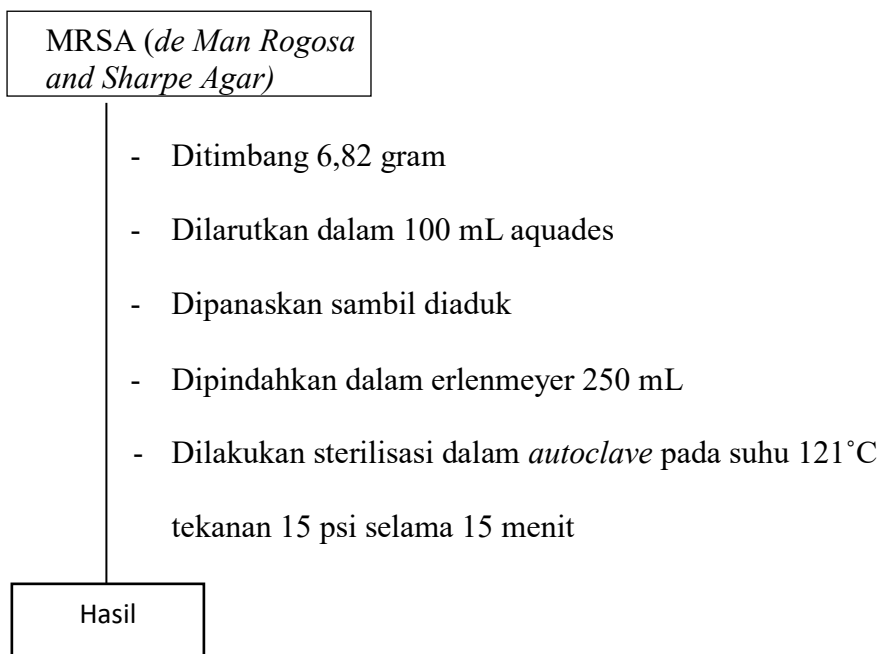 MRSA (de Man Rogosa
and Sharpe Agar)
- Ditimbang 6,82 gram
- Dilarutkan dalam 100 mL aquades
- Dipanaskan sambil diaduk
- Dipindahkan dalam erlenmeyer 250 mL
- Dilakukan sterilisasi dalam autoclave pada suhu 121˚C
tekanan 15 psi selama 15 menit
Hasil